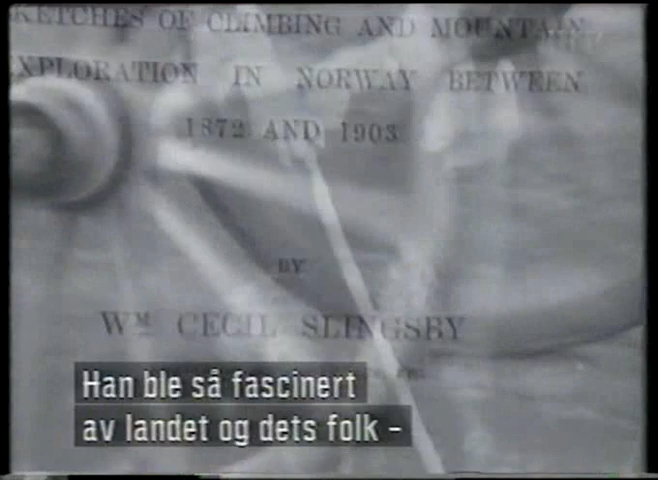 KETCHES OF CLIMBING AND MOUNTAIN
XPLORATION IN NORWAY BETWEEN
1872 AND 1903
BY
WM CECIL SLINGSBY
Han ble så fascinert
av landet og dets folk -